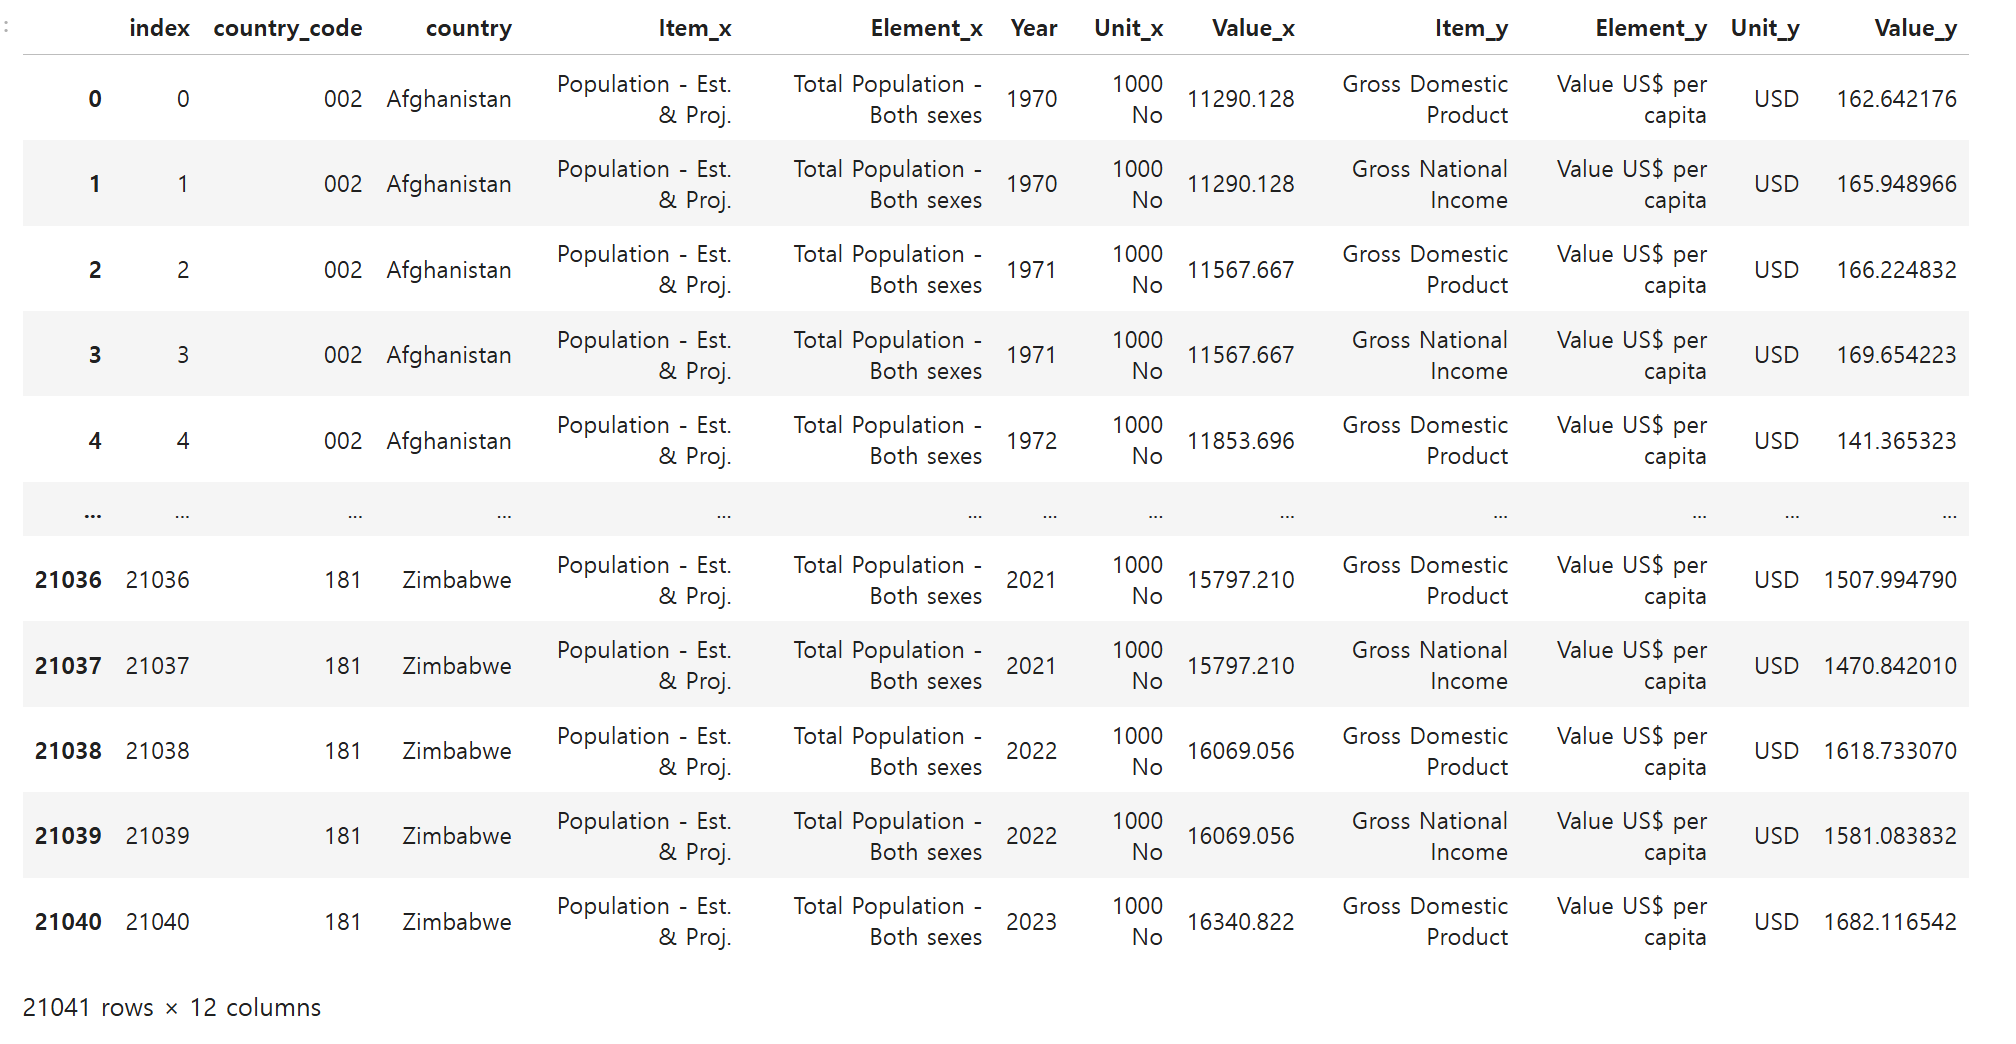 :
index country_code country Item_x Element_x Year Unit_x Value_x Item_y Element_y Unit_y Value_y
0 0 002 Afghanistan Population - Est. & Proj. Total Population - Both sexes 1970 1000 No 11290.128 Gross Domestic Product Value US$ per capita USD 162.642176
1 1 002 Afghanistan Population - Est. & Proj. Total Population - Both sexes 1970 1000 No 11290.128 Gross National Income Value US$ per capita USD 165.948966
2 2 002 Afghanistan Population - Est. & Proj. Total Population - Both sexes 1971 1000 No 11567.667 Gross Domestic Product Value US$ per capita USD 166.224832
3 3 002 Afghanistan Population - Est. & Proj. Total Population - Both sexes 1971 1000 No 11567.667 Gross National Income Value US$ per capita USD 169.654223
4 4 002 Afghanistan Population - Est. & Proj. Total Population - Both sexes 1972 1000 No 11853.696 Gross Domestic Product Value US$ per capita USD 141.365323
... ... ... ... ... ... ... ... ... ... ... ... ...
21036 21036 181 Zimbabwe Population - Est. & Proj. Total Population - Both sexes 2021 1000 No 15797.210 Gross Domestic Product Value US$ per capita USD 1507.994790
21037 21037 181 Zimbabwe Population - Est. & Proj. Total Population - Both sexes 2021 1000 No 15797.210 Gross National Income Value US$ per capita USD 1470.842010
21038 21038 181 Zimbabwe Population - Est. & Proj. Total Population - Both sexes 2022 1000 No 16069.056 Gross Domestic Product Value US$ per capita USD 1618.733070
21039 21039 181 Zimbabwe Population - Est. & Proj. Total Population - Both sexes 2022 1000 No 16069.056 Gross National Income Value US$ per capita USD 1581.083832
21040 21040 181 Zimbabwe Population - Est. & Proj. Total Population - Both sexes 2023 1000 No 16340.822 Gross Domestic Product Value US$ per capita USD 1682.116542
21041 rows × 12 columns